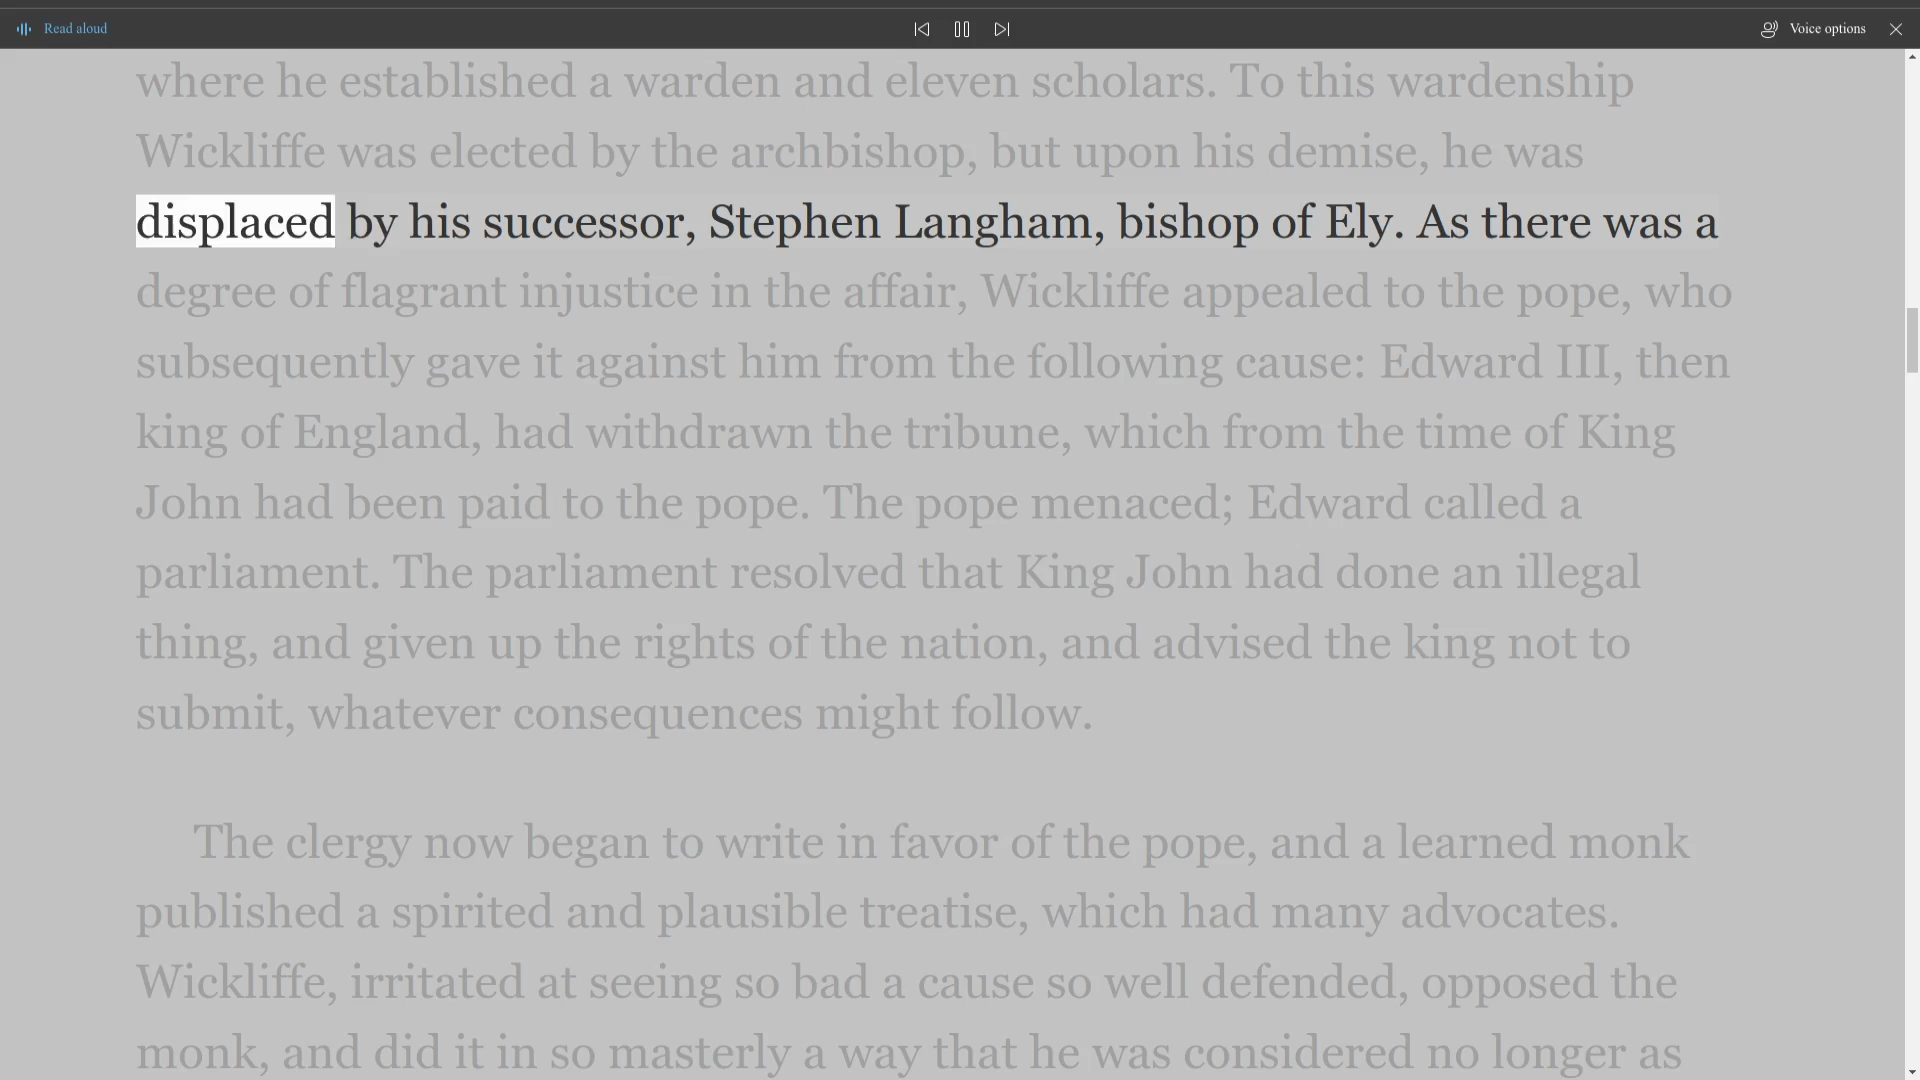 Read aloud
Voice options
where he established a warden and eleven scholars. To this wardenship
Wickliffe was elected by the archbishop, but upon his demise, he was
displaced by his successor, Stephen Langham, bishop of Ely. As there was a
degree of flagrant injustice in the affair, Wickliffe appealed to the pope, who
subsequently gave it against him from the following cause: Edward III, then
king of England, had withdrawn the tribune, which from the time of King
John had been paid to the pope. The pope menaced; Edward called a
parliament. The parliament resolved that King John had done an illegal
thing, and given up the rights of the nation, and advised the king not to
submit, whatever consequences might follow.
The clergy now began to write in favor of the pope, and a learned monk
published a spirited and plausible treatise, which had many advocates.
Wickliffe, irritated at seeing so bad a cause so well defended, opposed the
monk, and did it in so masterly a way that he was considered no longer as